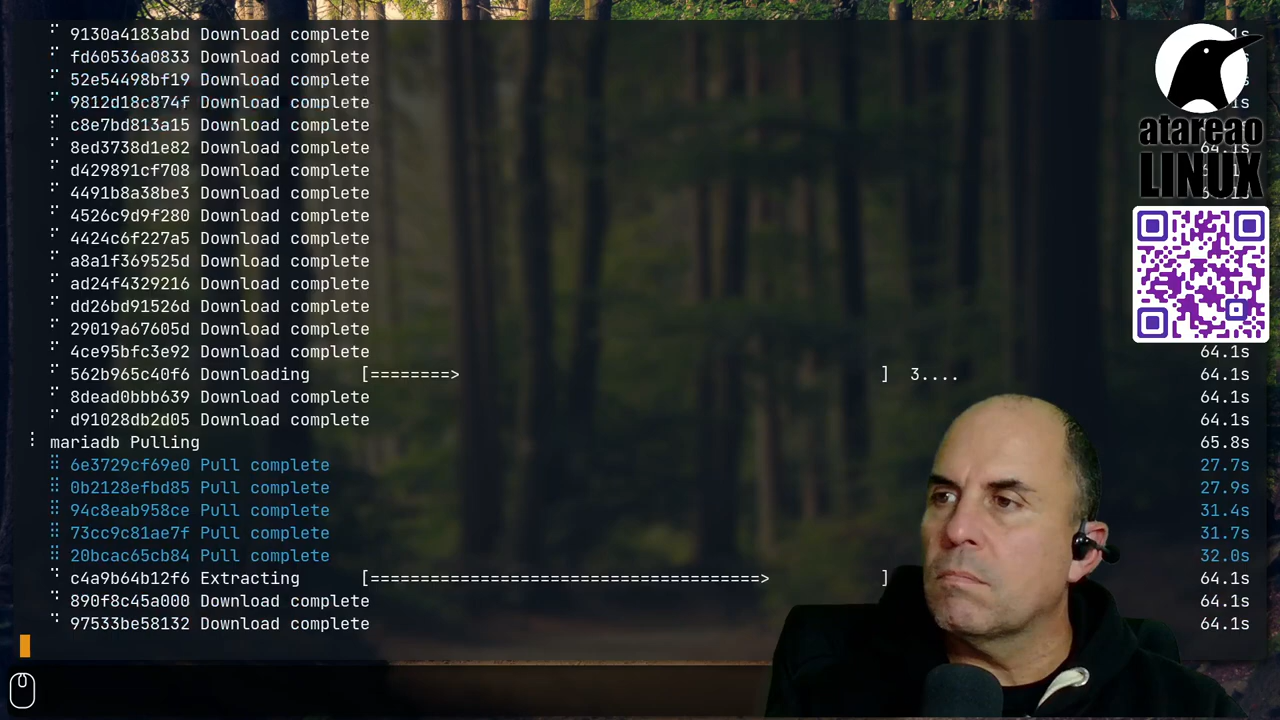 9130a4183abd Download complete
fd60536a0833 Download complete
52e54498bf19 Download complete
9812d18c874f Download complete
c8e7bd813a15 Download complete
8ed3738d1e82 Download complete 64.1s
d429891cf708 Download complete
4491b8a38be3 Download complete
4526c9d9f280 Download complete
4424c6f227a5 Download complete
a8a1f369525d Download complete
ad24f4329216 Download complete
dd26bd91526d Download complete
29019a67605d Download complete
4ce95bfc3e92 Download complete 64.1s
562b965c40f6 Downloading [========> ] 3.... 64.1s
8dead0bbb639 Download complete 64.1s
d91028db2d05 Download complete 64.1s
mariadb Pulling 65.8s
6e3729cf69e0 Pull complete 27.7s
0b2128efbd85 Pull complete 27.9s
94c8eab958ce Pull complete 31.4s
73cc9c81ae7f Pull complete 31.7s
20bcac65cb84 Pull complete 32.0s
c4a9b64b12f6 Extracting [=======================================> ] 64.1s
890f8c45a000 Download complete 64.1s
97533be58132 Download complete 64.1s
atareao
LINUX